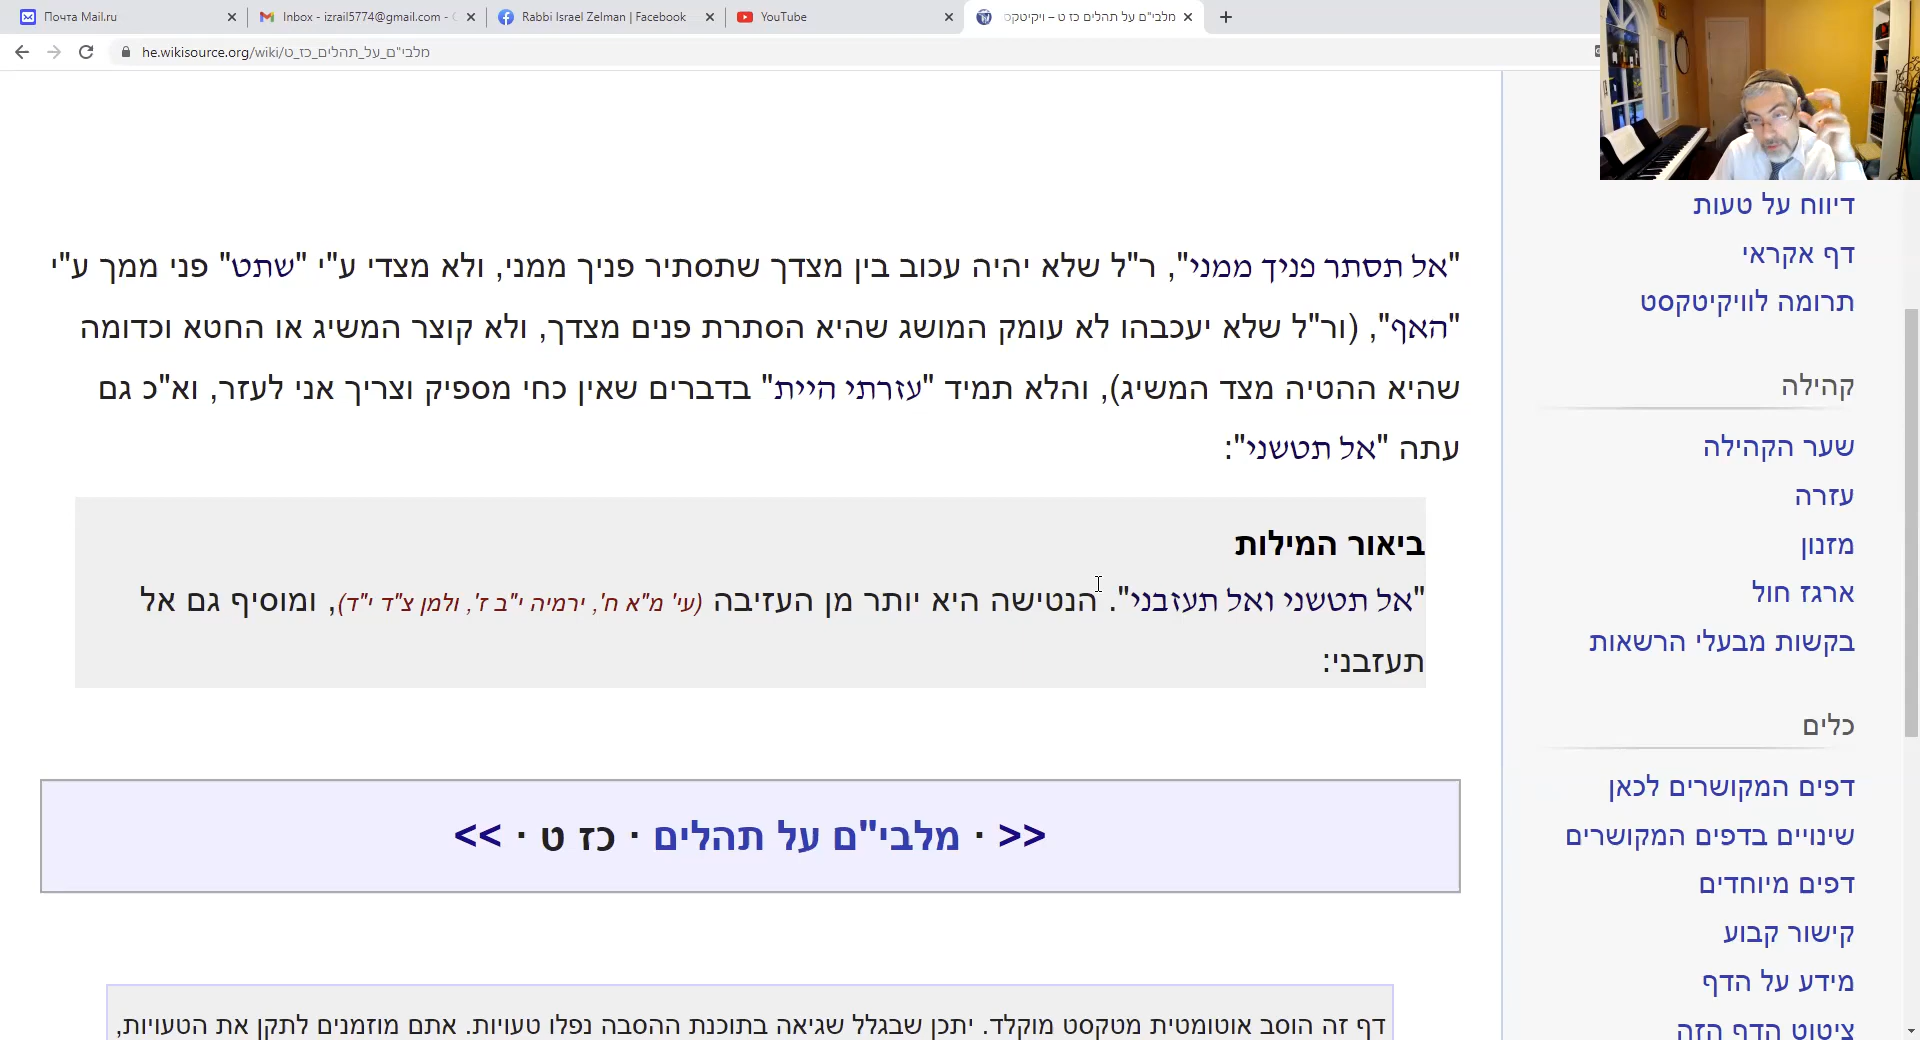 Почта Mail.ru
Inbox - izrail5774@gmail.com -
Rabbi Israel Zelman | Facebook
YouTube
מלבי"ם על תהלים כז ט – ויקיטקס
he.wikisource.org/wiki/מלבי"ם_על_תהלים_כז_ט
"אל תסתר פניך ממני", ר"ל שלא יהיה עכוב בין מצדך שתסתיר פניך ממני, ולא מצדי ע"י "שתט" פני ממך ע"י
"האף", (ור"ל שלא יעכבהו לא עומק המושג שהיא הסתרת פנים מצדך, ולא קוצר המשיג או החטא וכדומה
שהיא ההטיה מצד המשיג), והלא תמיד "עזרתי היית" בדברים שאין כחי מספיק וצריך אני לעזר, וא"כ גם
עתה "אל תטשני":
ביאור המילות
"אל תטשני ואל תעזבני". הנטישה היא יותר מן העזיבה (עי' מ"א ח', ירמיה י"ב ז', ולמן צ"ד י"ד), ומוסיף גם אל
תעזבני:
<< · מלבי"ם על תהלים · כז ט · >>
דף זה הוסב אוטומטית מטקסט מוקלד. יתכן שבגלל שגיאה בתוכנת ההסבה נפלו טעויות. אתם מוזמנים לתקן את הטעויות,
דיווח על טעות
דף אקראי
תרומה לוויקיטקסט
קהילה
שער הקהילה
עזרה
מזנון
ארגז חול
בקשות מבעלי הרשאות
כלים
דפים המקושרים לכאן
שינויים בדפים המקושרים
דפים מיוחדים
קישור קבוע
מידע על הדף
ציטוט הדף הזה